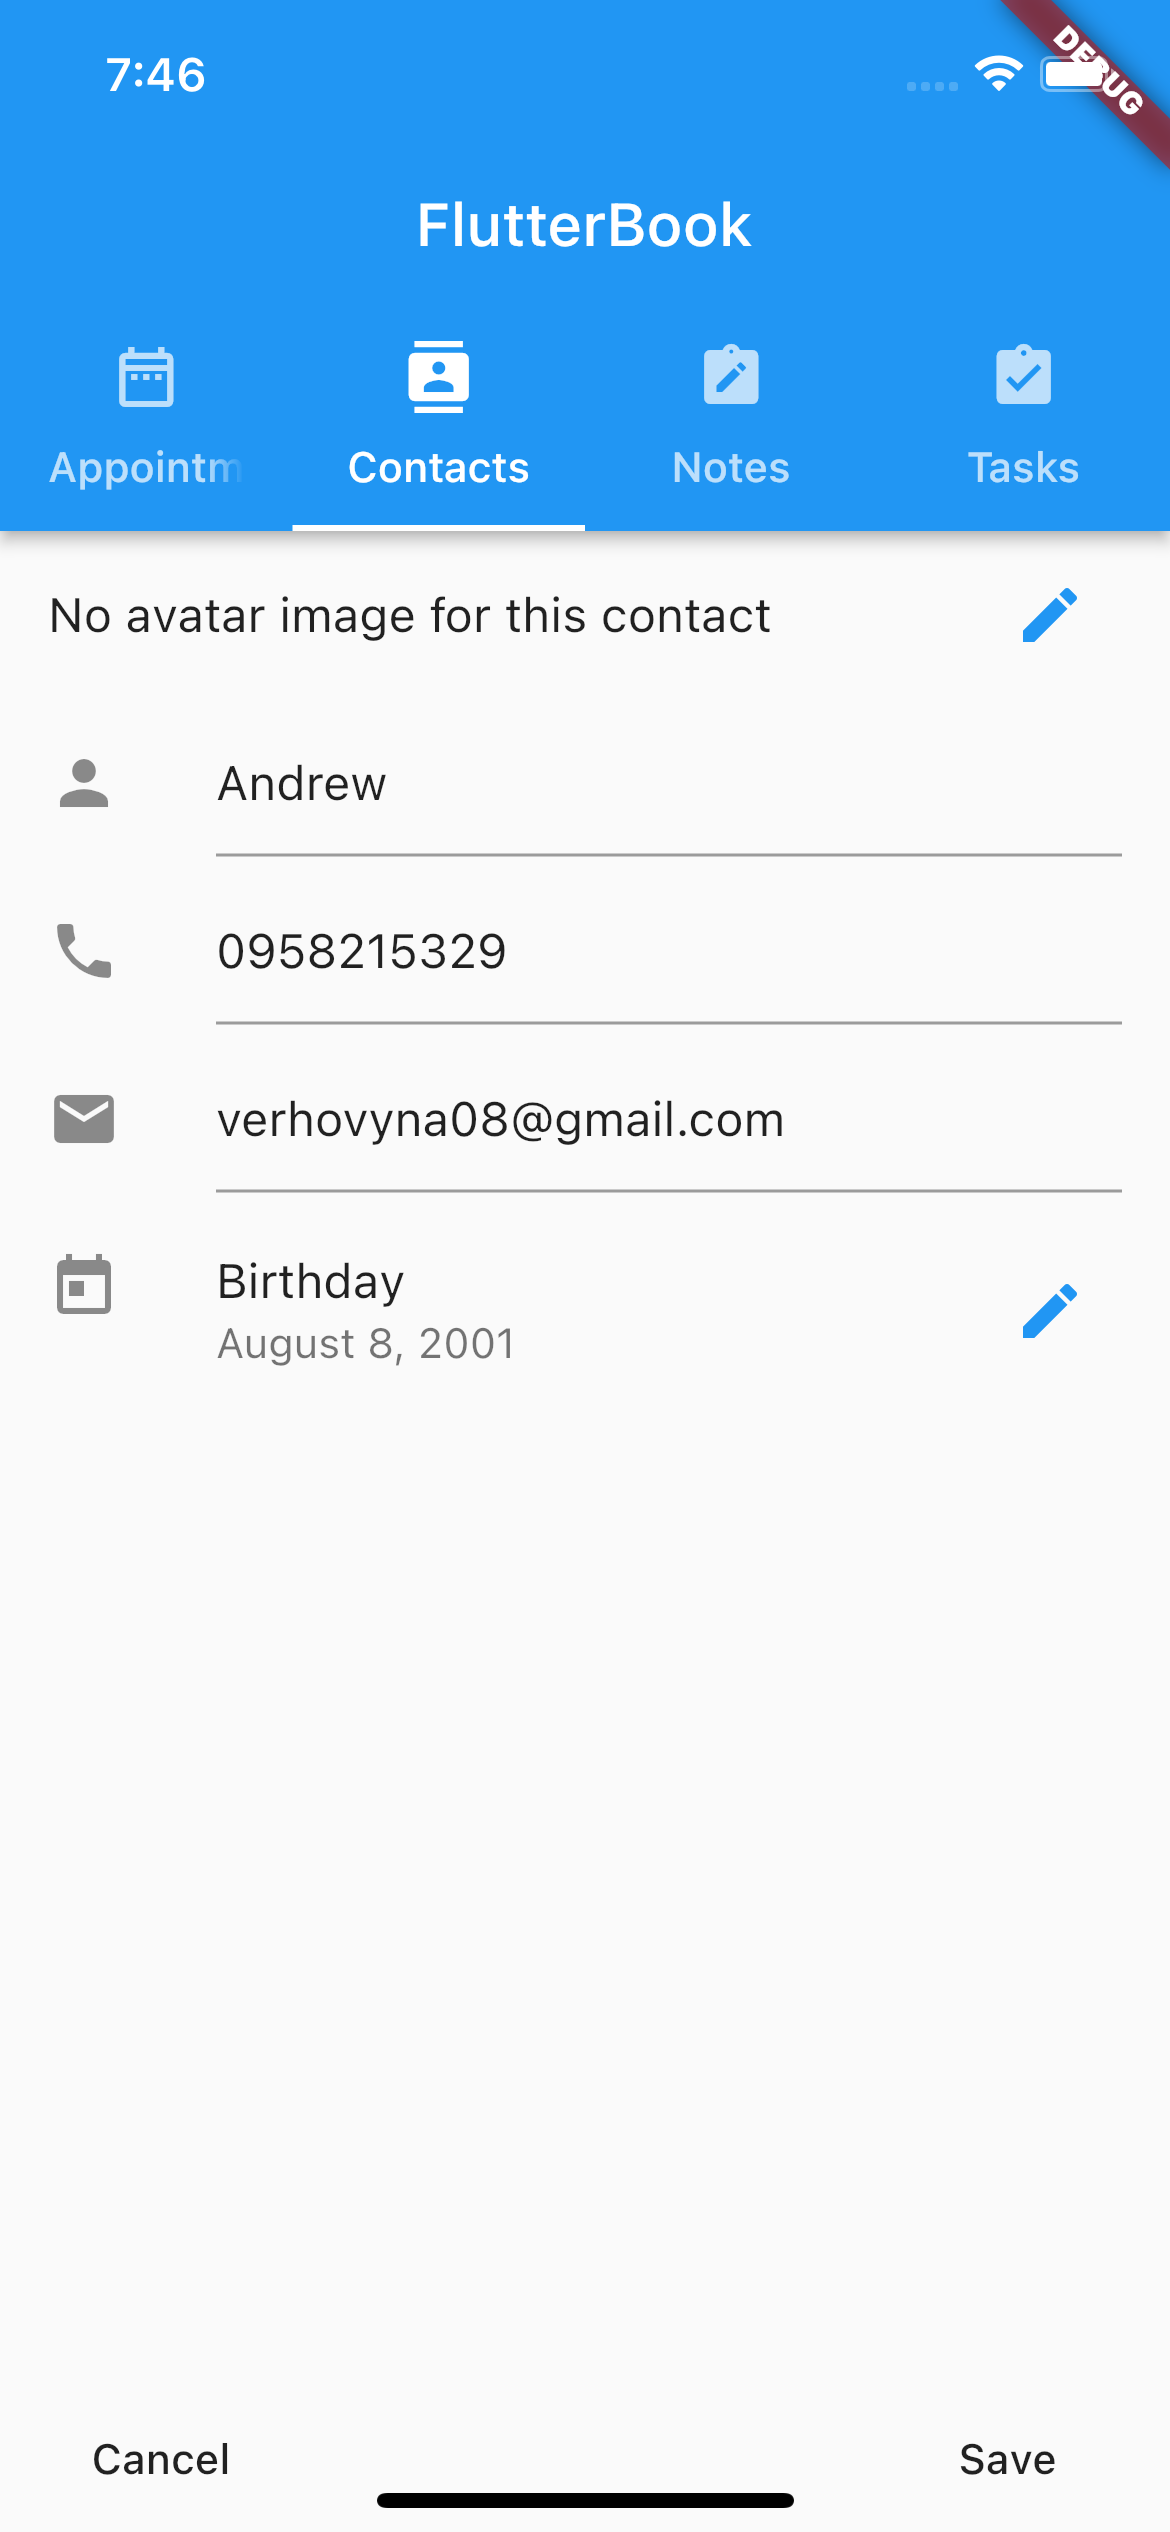 7:46
DEBUG
FlutterBook
Appointm
Contacts
Notes
Tasks
No avatar image for this contact
Andrew
0958215329
verhovyna08@gmail.com
Birthday
August 8, 2001
Cancel
Save